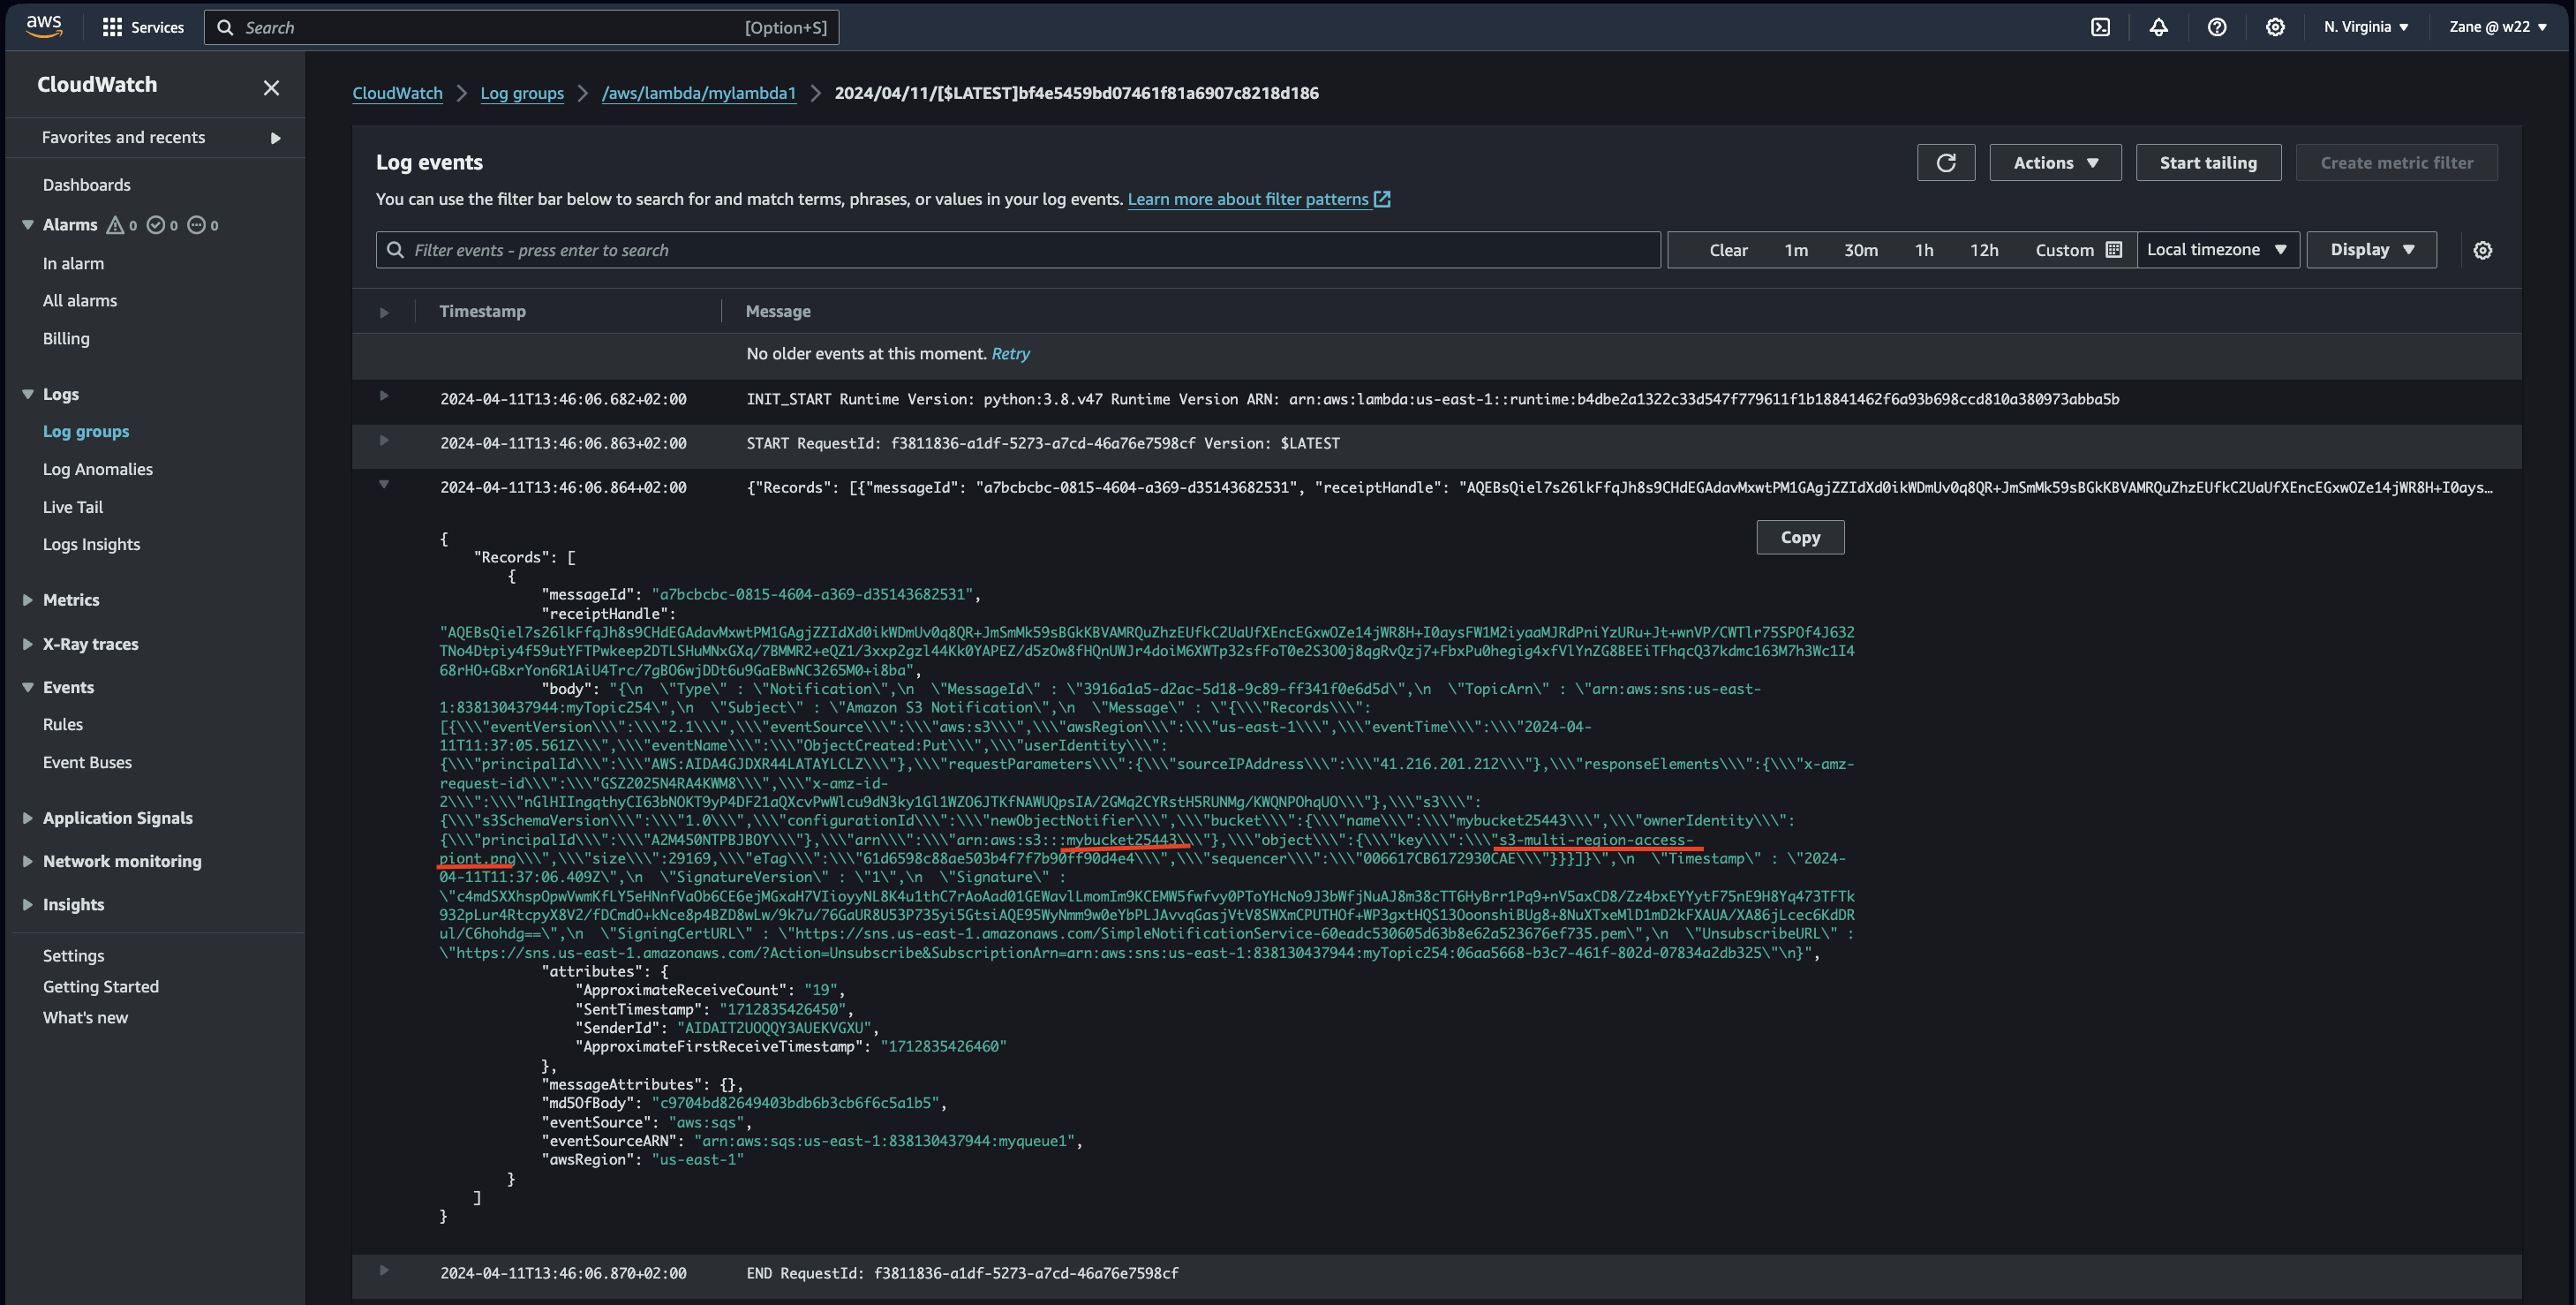 aws
Services
Search
[Option+S]
N. Virginia
Zane @ w22
CloudWatch
Favorites and recents
Dashboards
Alarms 0 0 0
In alarm
All alarms
Billing
Logs
Log groups
Log Anomalies
Live Tail
Logs Insights
Metrics
X-Ray traces
Events
Rules
Event Buses
Application Signals
Network monitoring
Insights
Settings
Getting Started
What's new
CloudWatch
Log groups
/aws/lambda/mylambda1
2024/04/11/[$LATEST]bf4e5459bd07461f81a6907c8218d186
Log events
Actions
Start tailing
Create metric filter
You can use the filter bar below to search for and match terms, phrases, or values in your log events. Learn more about filter patterns
Filter events - press enter to search
Clear 1m 30m 1h 12h Custom
Local timezone
Display
Timestamp
Message
No older events at this moment. Retry
2024-04-11T13:46:06.682+02:00 INIT_START Runtime Version: python:3.8.v47 Runtime Version ARN: arn:aws:lambda:us-east-1::runtime:b4dbe2a1322c33d547f779611f1b18841462f6a93b698ccd810a380973abba5b
2024-04-11T13:46:06.863+02:00 START RequestId: f3811836-a1df-5273-a7cd-46a76e7598cf Version: $LATEST
2024-04-11T13:46:06.864+02:00 {"Records": [{"messageId": "a7bcbcbc-0815-4604-a369-d35143682531", "receiptHandle": "AQEBsQiel7s26lkFfqJh8s9CHdEGAdavMxwtPM1GAgjZZIdXd0ikWDmUv0q8QR+JmSmMk59sBGkKBVAMRQuZhzEUfkC2UaUfXEncEGxwOZe14jWR8H+I0ays…
Copy
{
"Records": [
{
"messageId": "a7bcbcbc-0815-4604-a369-d35143682531",
"receiptHandle":
"AQEBsQiel7s26lkFfqJh8s9CHdEGAdavMxwtPM1GAgjZZIdXd0ikWDmUv0q8QR+JmSmMk59sBGkKBVAMRQuZhzEUfkC2UaUfXEncEGxwOZe14jWR8H+I0aysFW1M2iyaaMJRdPniYzURu+Jt+wnVP/CWTlr75SPOf4J632
TNo4Dtpiy4f59utYFTPwkeep2DTLSHuMNxGXq/7BMMR2+eQZ1/3xxp2gzl44Kk0YAPEZ/d5zOw8fHQnUWJr4doiM6XWTp32sfFoT0e2S3O0j8qgRvQzj7+FbxPu0hegig4xfVlYnZG8BEEiTFhqcQ37kdmc163M7h3Wc1I4
68rHO+GBxrYon6R1AiU4Trc/7gBO6wjDDt6u9GaEBwNC3265M0+i8ba",
"body": "{\n  \"Type\" : \"Notification\",\n  \"MessageId\" : \"3916a1a5-d2ac-5d18-9c89-ff341f0e6d5d\",\n  \"TopicArn\" : \"arn:aws:sns:us-east-
1:838130437944:myTopic254\",\n  \"Subject\" : \"Amazon S3 Notification\",\n  \"Message\" : \"{\\\"Records\\\":
[{\\\"eventVersion\\\":\\\"2.1\\\",\\\"eventSource\\\":\\\"aws:s3\\\",\\\"awsRegion\\\":\\\"us-east-1\\\",\\\"eventTime\\\":\\\"2024-04-
11T11:37:05.561Z\\\",\\\"eventName\\\":\\\"ObjectCreated:Put\\\",\\\"userIdentity\\\":
{\\\"principalId\\\":\\\"AWS:AIDA4GJDXR44LATAYLCLZ\\\"},\\\"requestParameters\\\":{\\\"sourceIPAddress\\\":\\\"41.216.201.212\\\"},\\\"responseElements\\\":{\\\"x-amz-
request-id\\\":\\\"GSZ2025N4RA4KWM8\\\",\\\"x-amz-id-
2\\\":\\\"nGlHIIngqthyCI63bNOKT9yP4DF21aQXcvPwWlcu9dN3ky1Gl1WZO6JTKfNAWUQpsIA/2GMq2CYRstH5RUNMg/KWQNPOhqUO\\\"},\\\"s3\\\":
{\\\"s3SchemaVersion\\\":\\\"1.0\\\",\\\"configurationId\\\":\\\"newObjectNotifier\\\",\\\"bucket\\\":{\\\"name\\\":\\\"mybucket25443\\\",\\\"ownerIdentity\\\":
{\\\"principalId\\\":\\\"A2M450NTPBJBOY\\\"},\\\"arn\\\":\\\"arn:aws:s3:::mybucket25443\\\"},\\\"object\\\":{\\\"key\\\":\\\"s3-multi-region-access-
piont.png\\\",\\\"size\\\":29169,\\\"eTag\\\":\\\"61d6598c88ae503b4f7f7b90ff90d4e4\\\",\\\"sequencer\\\":\\\"006617CB6172930CAE\\\"}}}]}\",\n  \"Timestamp\" : \"2024-
04-11T11:37:06.409Z\",\n  \"SignatureVersion\" : \"1\",\n  \"Signature\" :
\"c4mdSXXhspOpwVwmKfLY5eHNnfVaOb6CE6ejMGxaH7VIioyyNL8K4u1thC7rAoAad01GEWavlLmomIm9KCEMW5fwfvy0PToYHcNo9J3bWfjNuAJ8m38cTT6HyBrr1Pq9+nV5axCD8/Zz4bxEYYytF75nE9H8Yq473TFTk
932pLur4RtcpyX8V2/fDCmdO+kNce8p4BZD8wLw/9k7u/76GaUR8U53P735yi5GtsiAQE95WyNmm9w0eYbPLJAvvqGasjVtV8SWXmCPUTHOf+WP3gxtHQS13OoonshiBUg8+8NuXTxeMlD1mD2kFXAUA/XA86jLcec6KdDR
ul/C6hohdg==\",\n  \"SigningCertURL\" : \"https://sns.us-east-1.amazonaws.com/SimpleNotificationService-60eadc530605d63b8e62a523676ef735.pem\",\n  \"UnsubscribeURL\" :
\"https://sns.us-east-1.amazonaws.com/?Action=Unsubscribe&SubscriptionArn=arn:aws:sns:us-east-1:838130437944:myTopic254:06aa5668-b3c7-461f-802d-07834a2db325\"\n}",
"attributes": {
"ApproximateReceiveCount": "19",
"SentTimestamp": "1712835426450",
"SenderId": "AIDAIT2UOQQY3AUEKVGXU",
"ApproximateFirstReceiveTimestamp": "1712835426460"
},
"messageAttributes": {},
"md5OfBody": "c9704bd82649403bdb6b3cb6f6c5a1b5",
"eventSource": "aws:sqs",
"eventSourceARN": "arn:aws:sqs:us-east-1:838130437944:myqueue1",
"awsRegion": "us-east-1"
}
]
}
2024-04-11T13:46:06.870+02:00 END RequestId: f3811836-a1df-5273-a7cd-46a76e7598cf